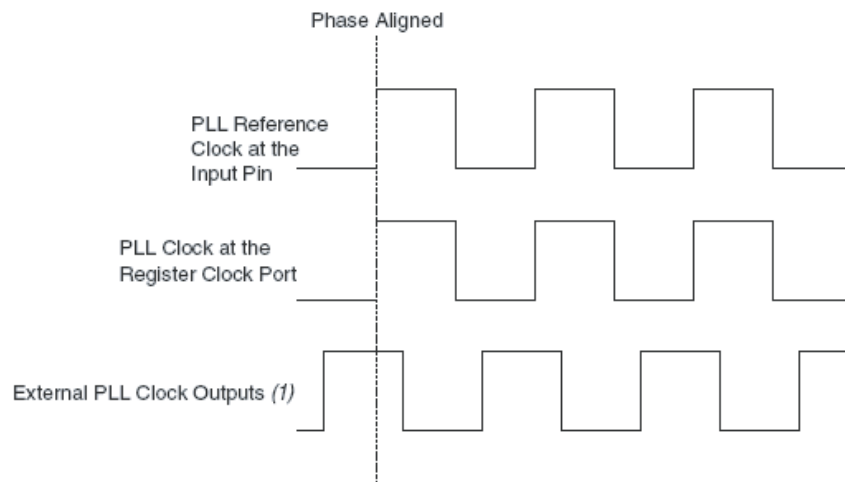 Phase Aligned
PLL Reference
Clock at the
Input Pin
PLL Clock at the
Register Clock Port
External PLL Clock Outputs (1)